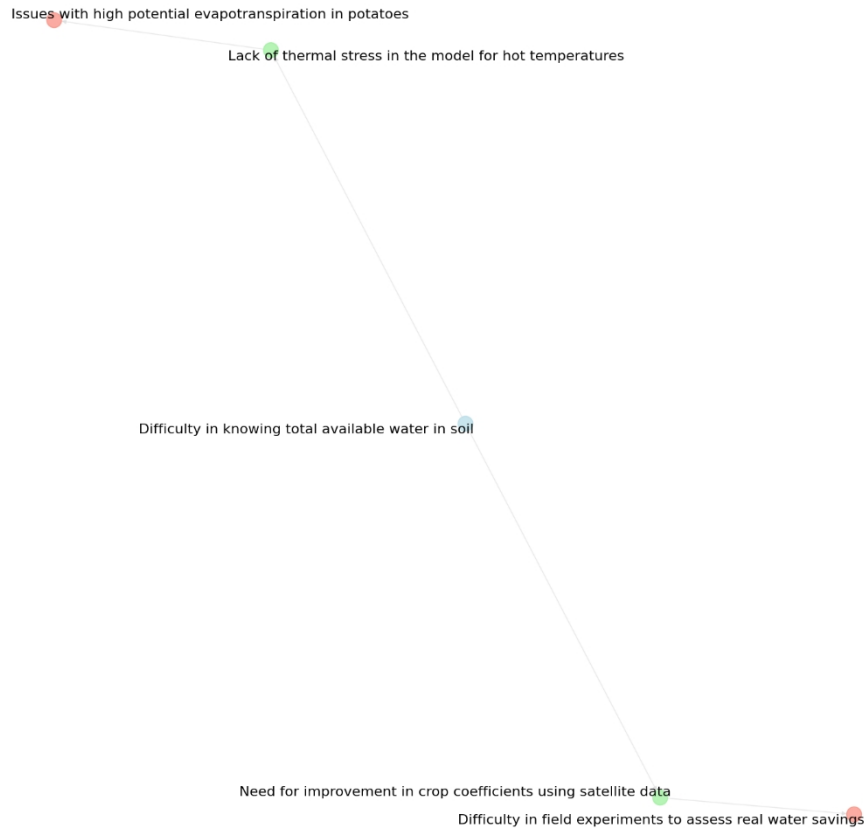 Issues with high potential evapotranspiration in potatoes
Lack of thermal stress in the model for hot temperatures
Difficulty in knowing total available water in soil
Need for improvement in crop coefficients using satellite data
Difficulty in field experiments to assess real water savings